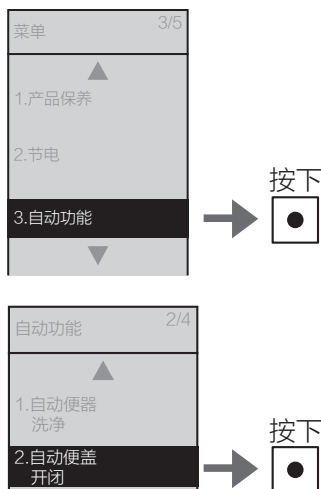 菜单 3/5
1.产品保养
2.节电
3.自动功能
按下
自动功能 2/4
1.自动便器
洗净
2.自动便盖
开闭
按下